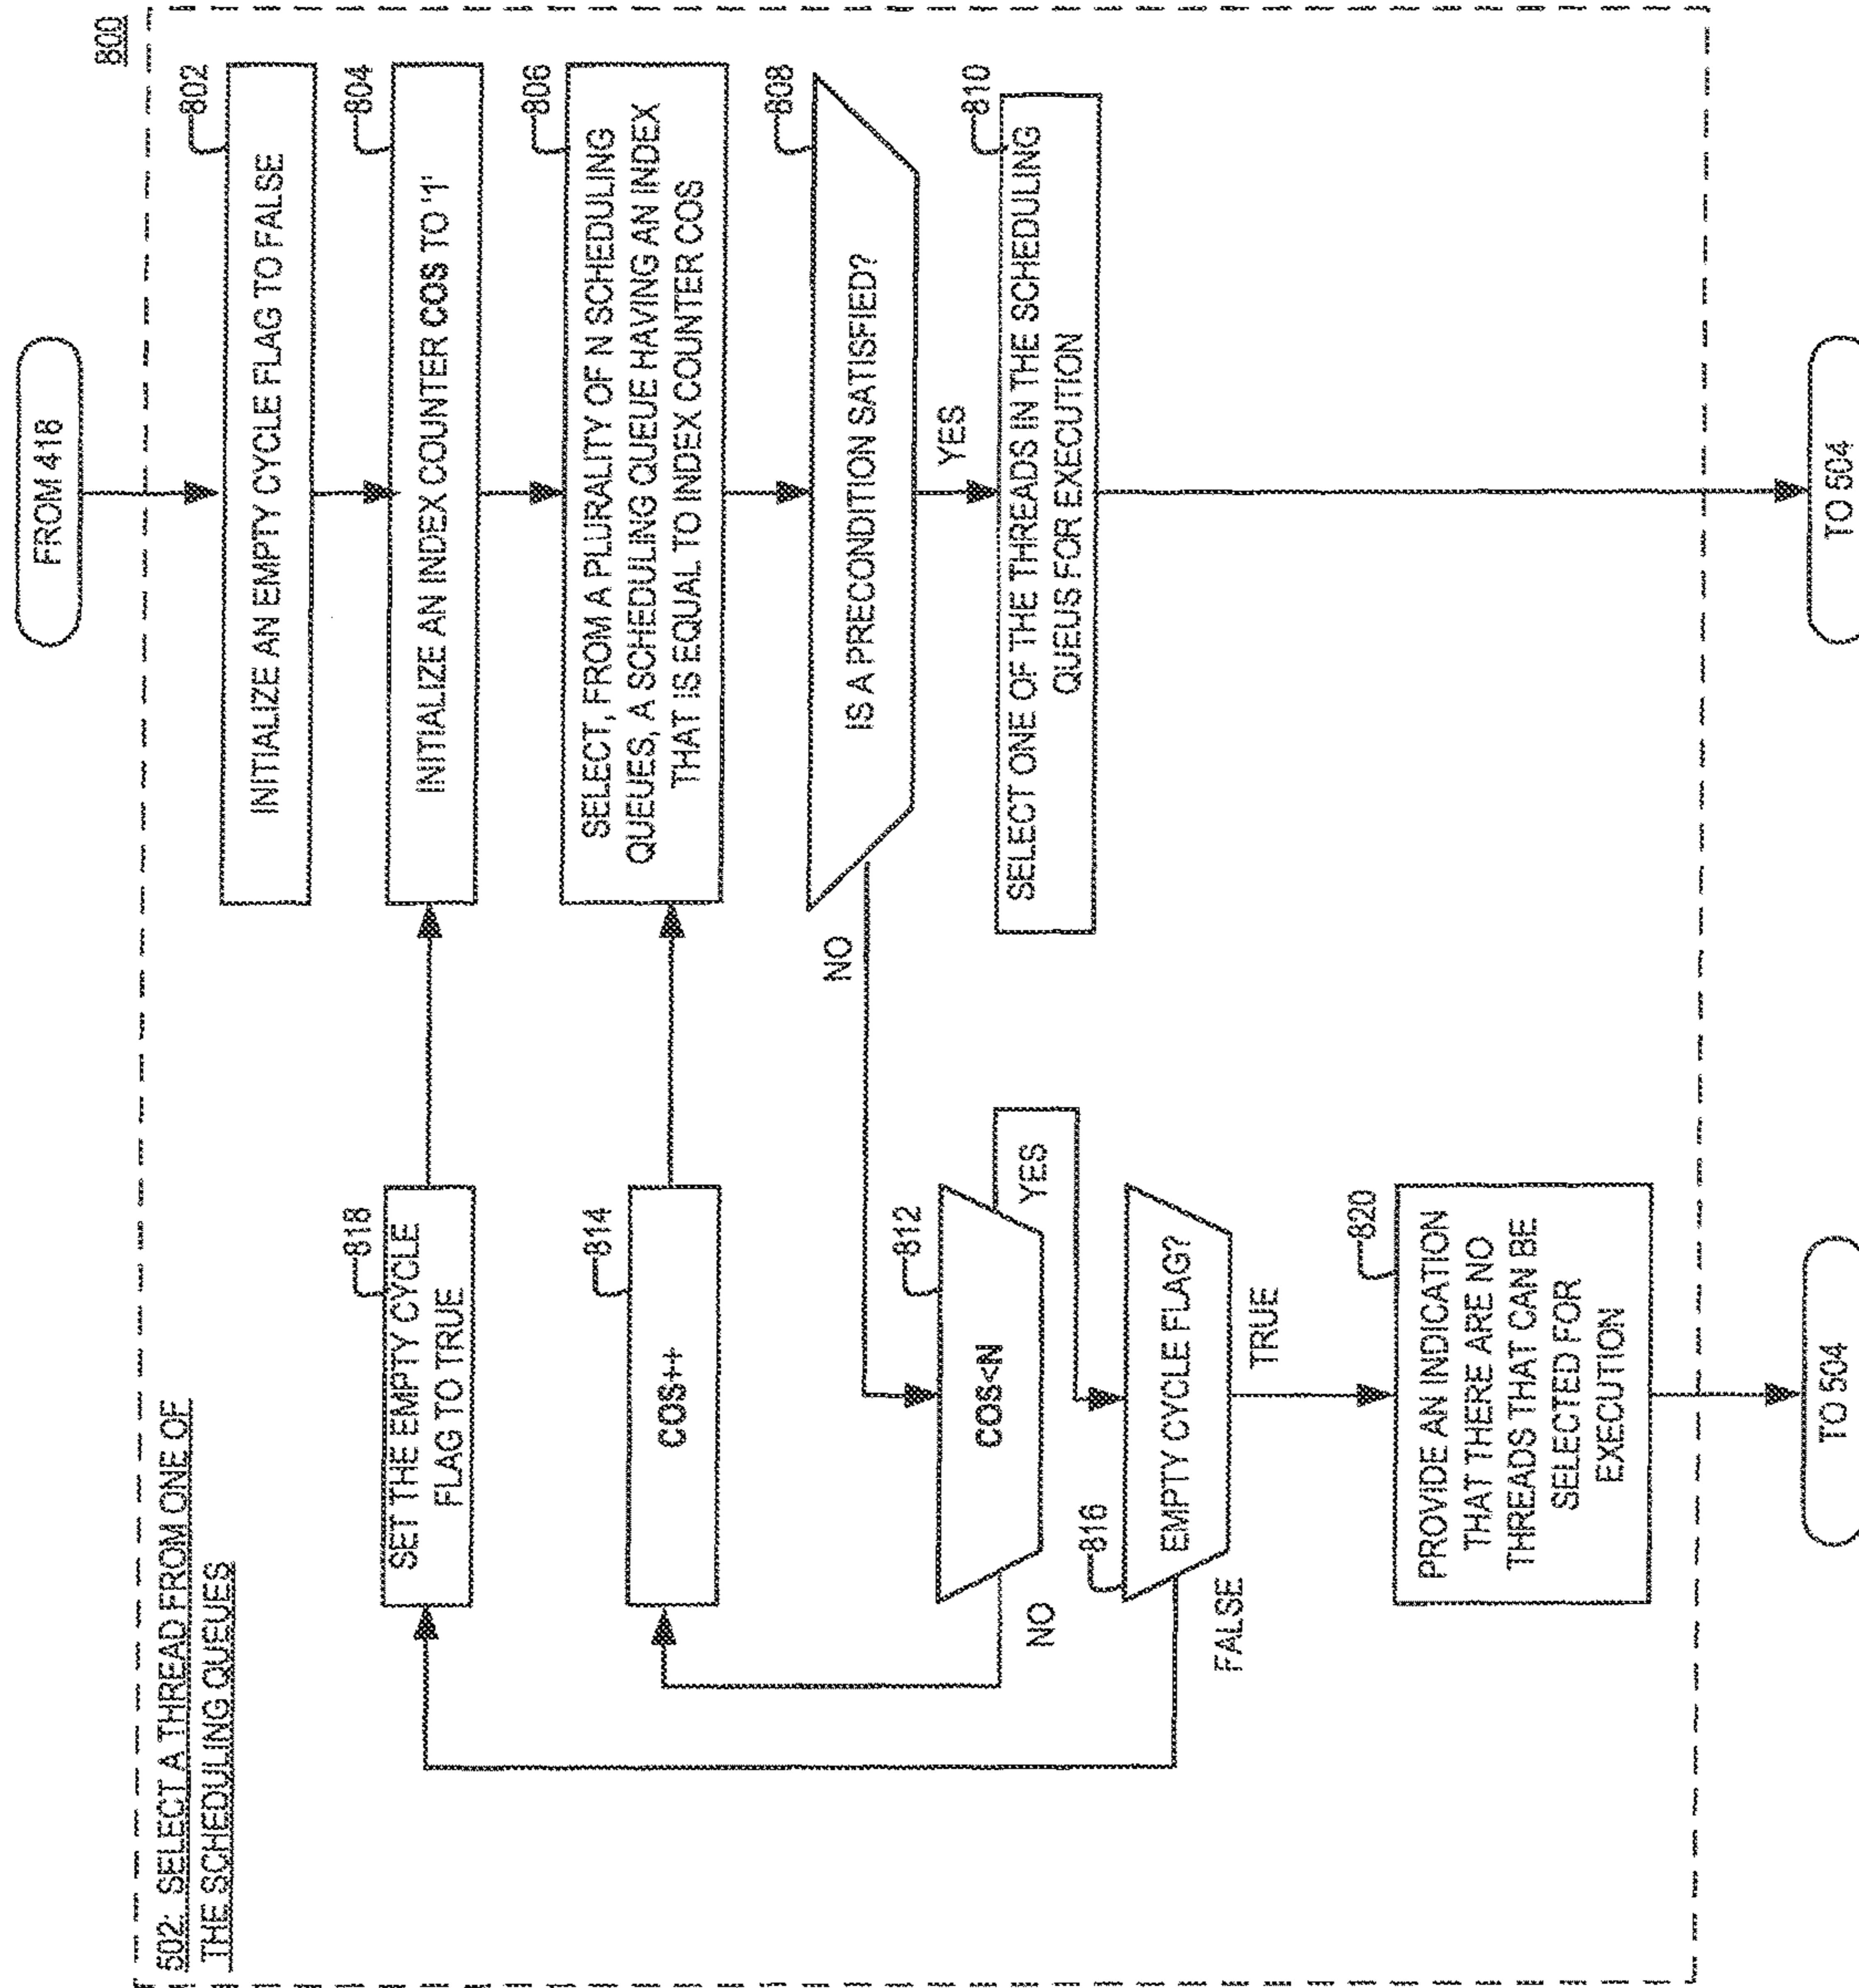 800
502: SELECT A THREAD FROM ONE OF
THE SCHEDULING QUEUES
FROM 418
802
INITIALIZE AN EMPTY CYCLE FLAG TO FALSE
804
INITIALIZE AN INDEX COUNTER COS TO '1'
806
SELECT, FROM A PLURALITY OF N SCHEDULING
QUEUES, A SCHEDULING QUEUE HAVING AN INDEX
THAT IS EQUAL TO INDEX COUNTER COS
808
IS A PRECONDITION SATISFIED?
YES
NO
810
SELECT ONE OF THE THREADS IN THE SCHEDULING
QUEUS FOR EXECUTION
TO 504
818
SET THE EMPTY CYCLE
FLAG TO TRUE
814
COS++
812
COS<N
YES
NO
816
EMPTY CYCLE FLAG?
TRUE
FALSE
820
PROVIDE AN INDICATION
THAT THERE ARE NO
THREADS THAT CAN BE
SELECTED FOR
EXECUTION
TO 504